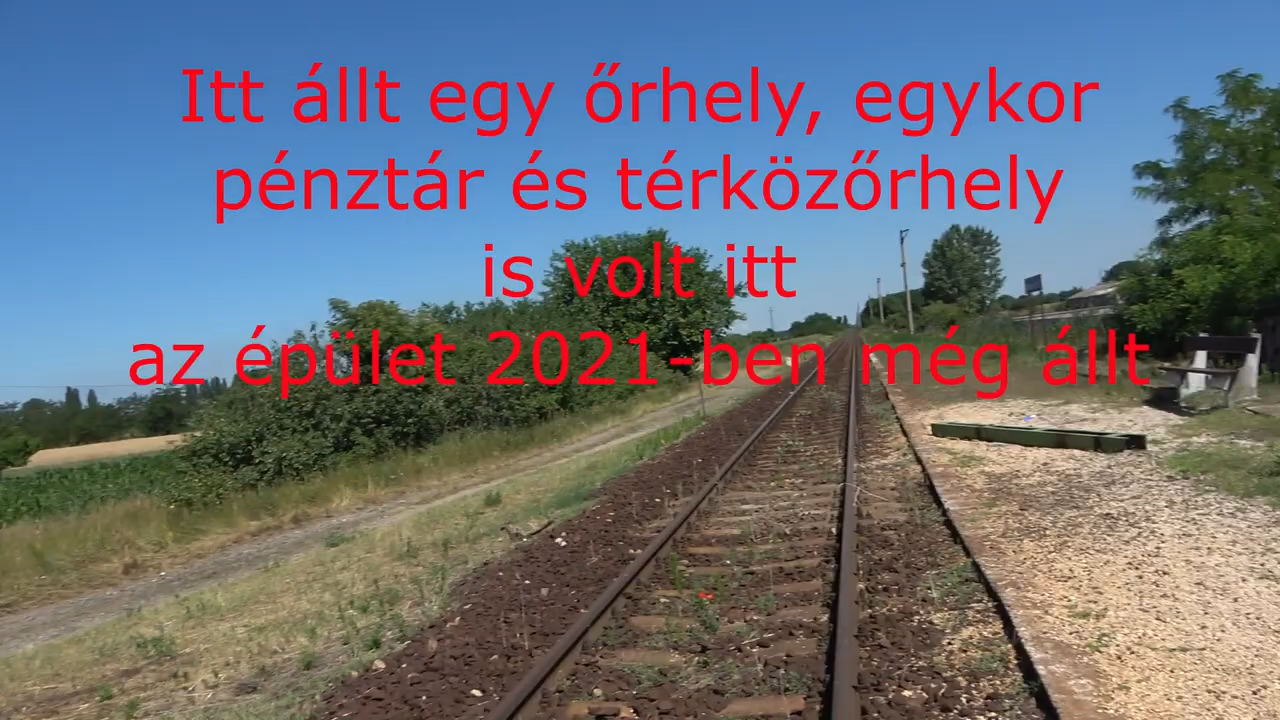 Itt állt egy őrhely, egykor
pénztár és térközőrhely
is volt itt
az épület 2021-ben még állt